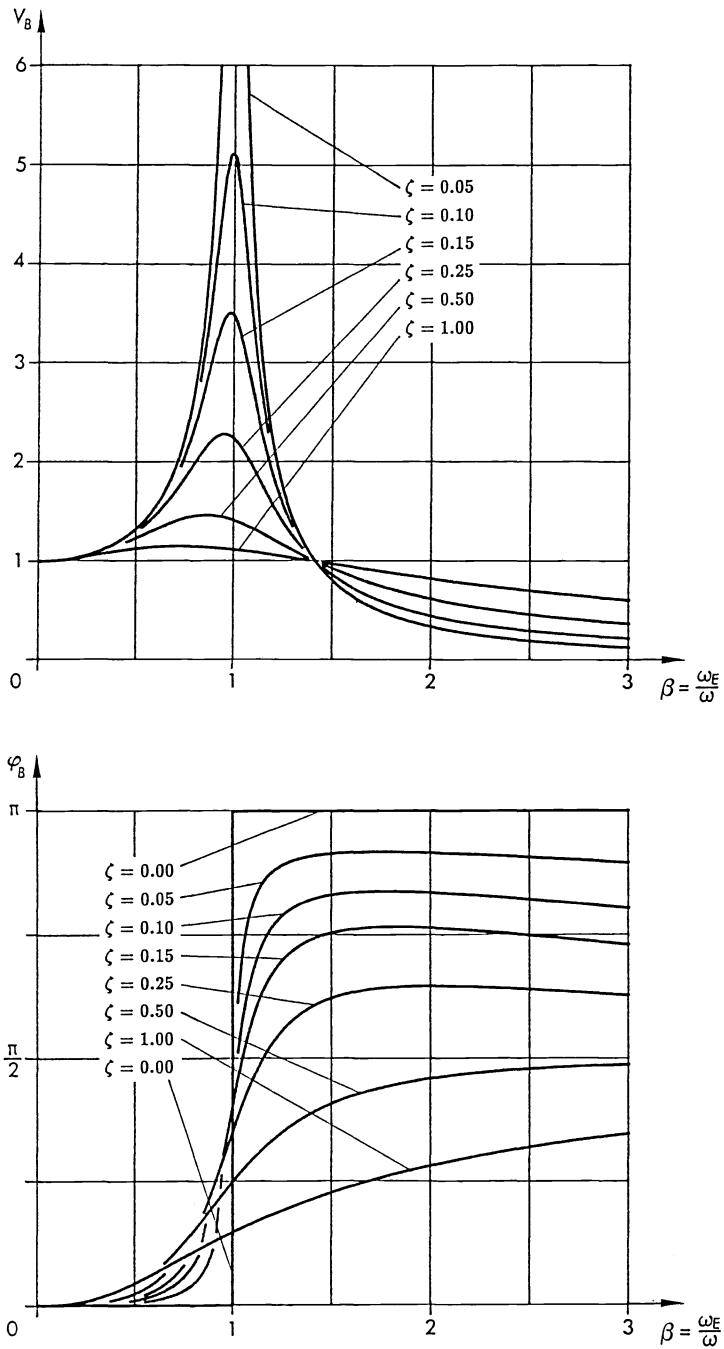 V_B
6
5
4
3
2
1
0
1
2
3
β = ω_E/ω
ζ = 0.05
ζ = 0.10
ζ = 0.15
ζ = 0.25
ζ = 0.50
ζ = 1.00
φ_B
π
π/2
0
1
2
3
β = ω_E/ω
ζ = 0.00
ζ = 0.05
ζ = 0.10
ζ = 0.15
ζ = 0.25
ζ = 0.50
ζ = 1.00
ζ = 0.00